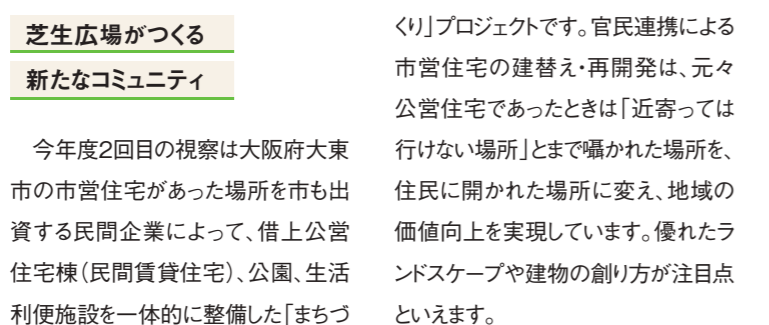 芝生広場がつくる
新たなコミュニティ
今年度2回目の視察は大阪府大東
市の市営住宅があった場所を市も出
資する民間企業によって、借上公営
住宅棟(民間賃貸住宅)、公園、生活
利便施設を一体的に整備した「まちづ
くり」プロジェクトです。官民連携による
市営住宅の建替え・再開発は、元々
公営住宅であったときは「近寄っては
行けない場所」とまで囁かれた場所を、
住民に開かれた場所に変え、地域の
価値向上を実現しています。優れたラ
ンドスケープや建物の創り方が注目点
といえます。